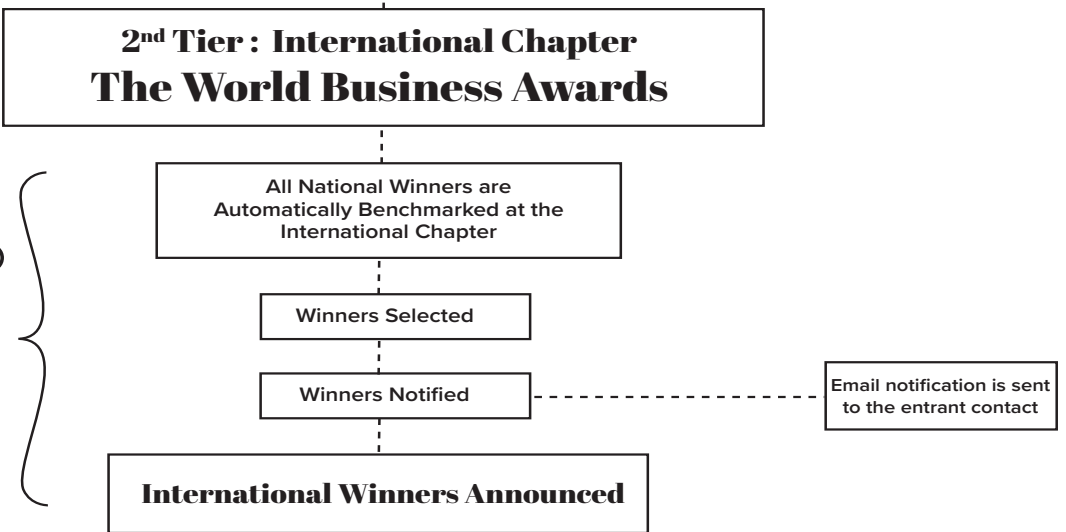 2nd Tier : International Chapter
The World Business Awards
All National Winners are
Automatically Benchmarked at the
International Chapter
Winners Selected
Winners Notified
Email notification is sent
to the entrant contact
International Winners Announced